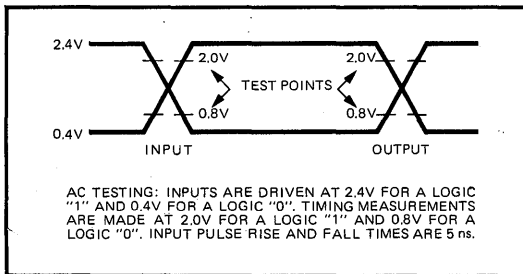 2.4V
2.0V
2.0V
TEST POINTS
0.8V
0.8V
0.4V
INPUT
OUTPUT
AC TESTING: INPUTS ARE DRIVEN AT 2.4V FOR A LOGIC
"1" AND 0.4V FOR A LOGIC "0". TIMING MEASUREMENTS
ARE MADE AT 2.0V FOR A LOGIC "1" AND 0.8V FOR A
LOGIC "0". INPUT PULSE RISE AND FALL TIMES ARE 5 ns.